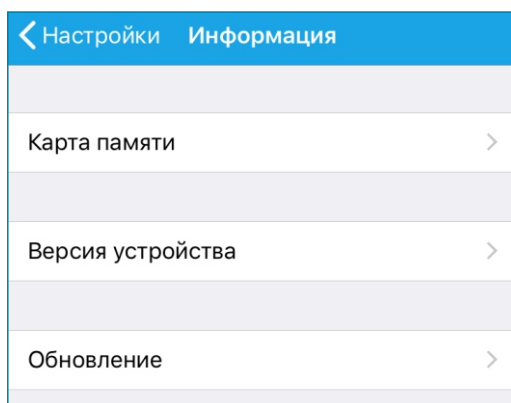 Настройки Информация
Карта памяти
Версия устройства
Обновление